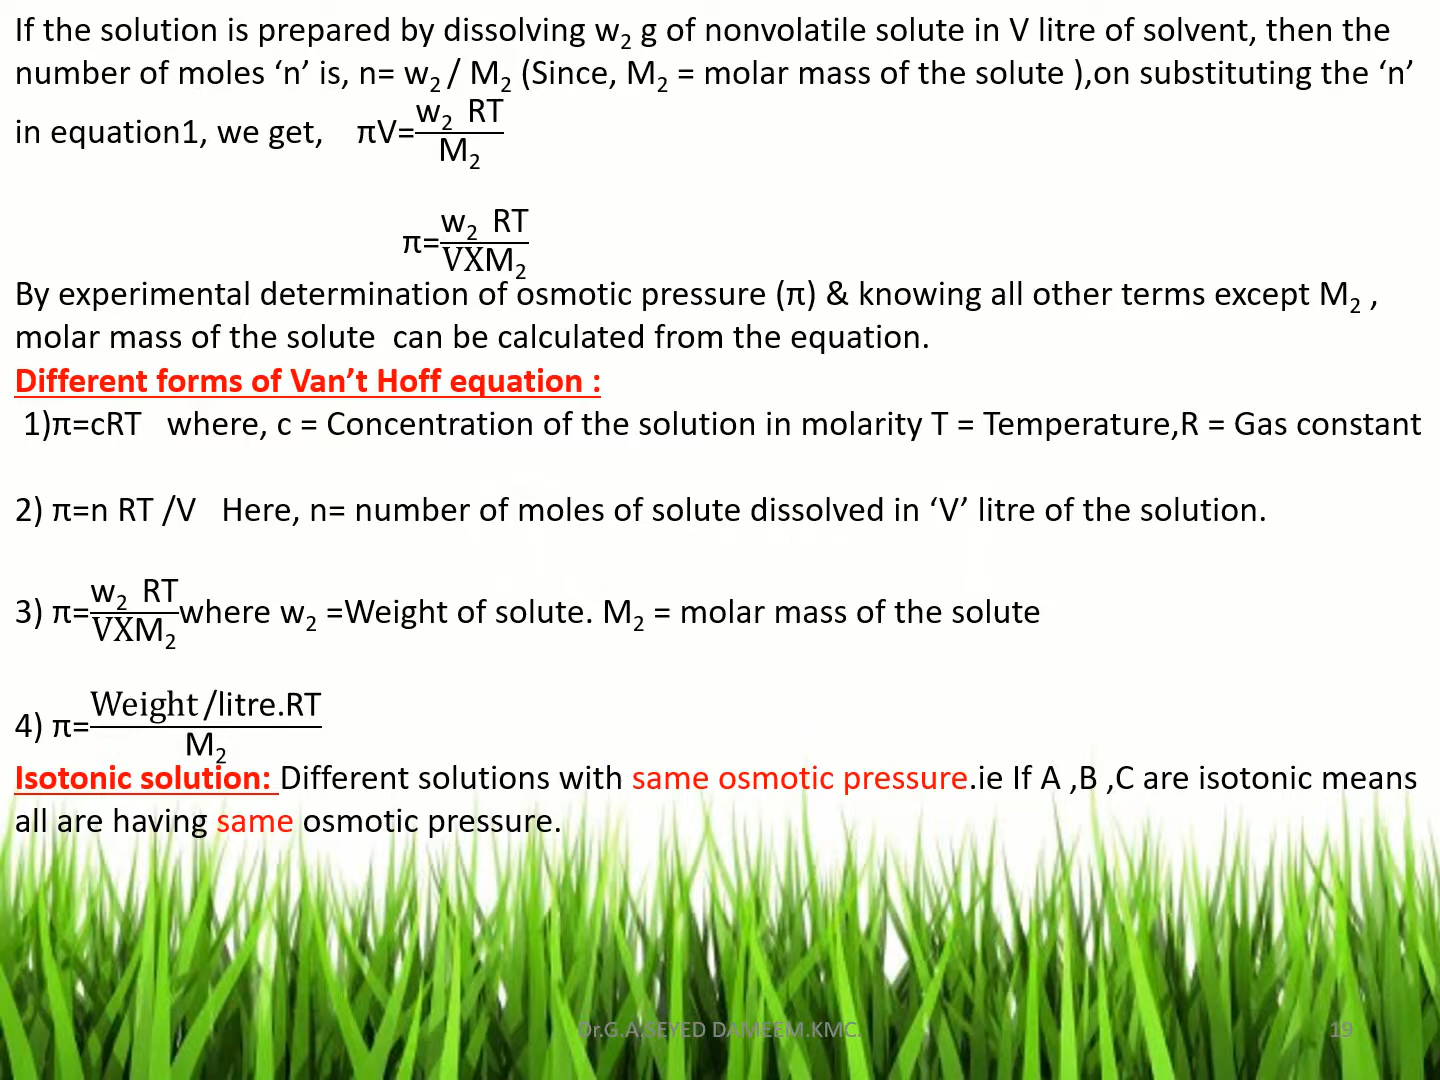 If the solution is prepared by dissolving w₂ g of nonvolatile solute in V litre of solvent, then the
number of moles ‘n’ is, n= w₂ / M₂ (Since, M₂ = molar mass of the solute ),on substituting the ‘n’
in equation1, we get, πV=w₂ RT/M₂
π=w₂ RT/VXM₂
By experimental determination of osmotic pressure (π) & knowing all other terms except M₂ ,
molar mass of the solute can be calculated from the equation.
Different forms of Van’t Hoff equation :
1)π=cRT where, c = Concentration of the solution in molarity T = Temperature,R = Gas constant
2) π=n RT /V Here, n= number of moles of solute dissolved in ‘V’ litre of the solution.
3) π=w₂ RT/VXM₂ where w₂ =Weight of solute. M₂ = molar mass of the solute
4) π=Weight/litre.RT/M₂
Isotonic solution: Different solutions with same osmotic pressure.ie If A ,B ,C are isotonic means
all are having same osmotic pressure.
Dr.G.A.SEYED DAMEEM.KMC. 19